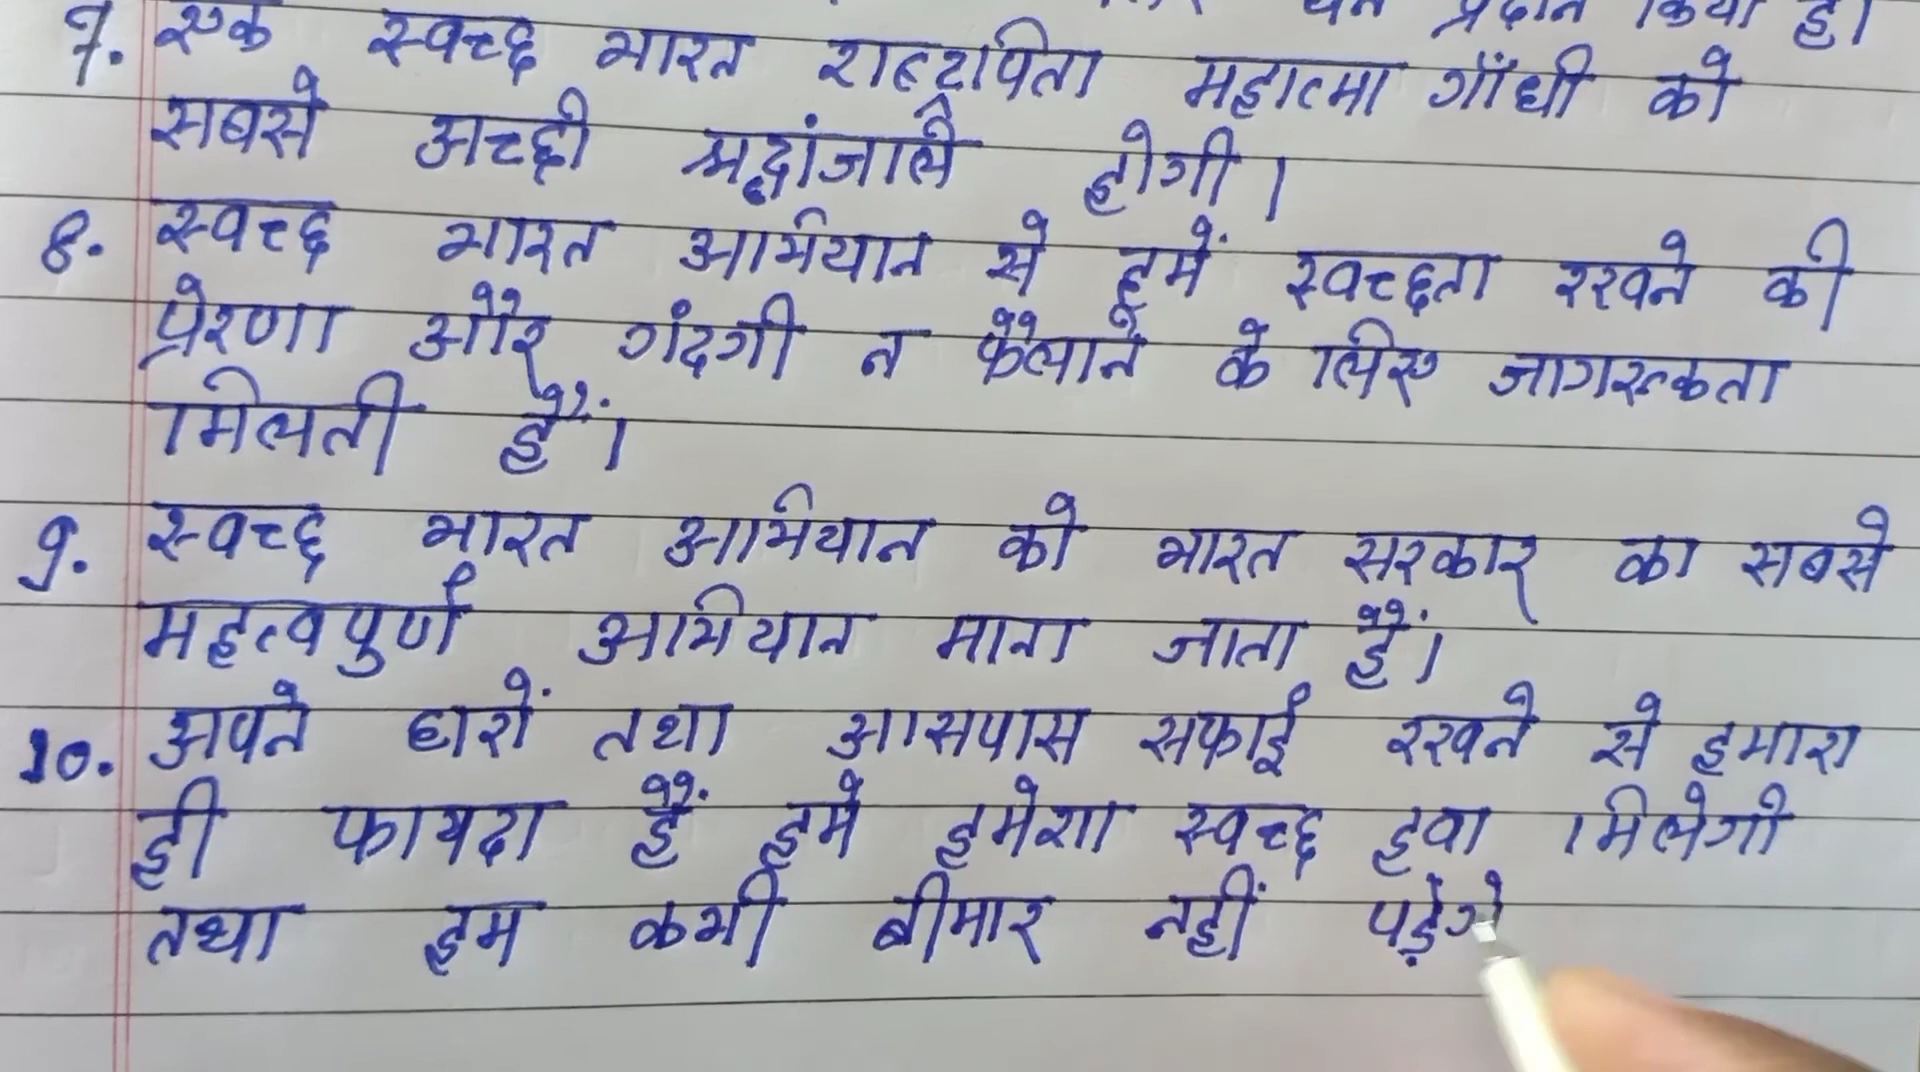 प्रदान किया है।
7. एक स्वच्छ भारत राष्ट्रपिता महात्मा गाँधी को
सबसे अच्छी श्रद्धांजलि होगी।
8. स्वच्छ भारत अभियान से हमें स्वच्छता रखने की
प्रेरणा और गंदगी न फैलाने के लिए जागरूकता
मिलती हैं।
9. स्वच्छ भारत अभियान को भारत सरकार का सबसे
महत्वपुर्ण अभियान माना जाता हैं।
10. अपने घरों तथा आसपास सफाई रखने से हमारा
ही फायदा हैं हमे हमेशा स्वच्छ हवा मिलेगी
तथा हम कभी बीमार नहीं पड़ेगे